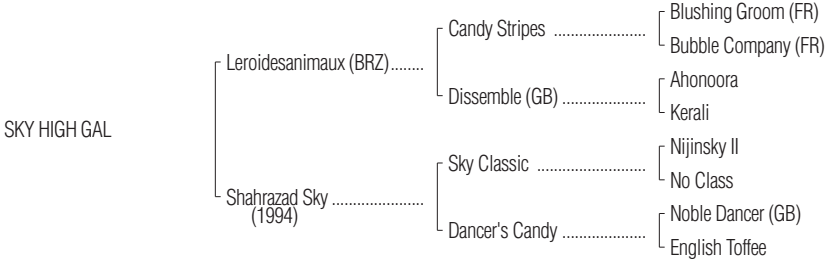 Blushing Groom (FR)
Candy Stripes ......................
Bubble Company (FR)
Leroidesanimaux (BRZ)........
Ahonoora
Dissemble (GB) ....................
Kerali
SKY HIGH GAL
Nijinsky II
Sky Classic ..........................
No Class
Shahrazad Sky ......................
(1994)
Noble Dancer (GB)
Dancer's Candy ....................
English Toffee